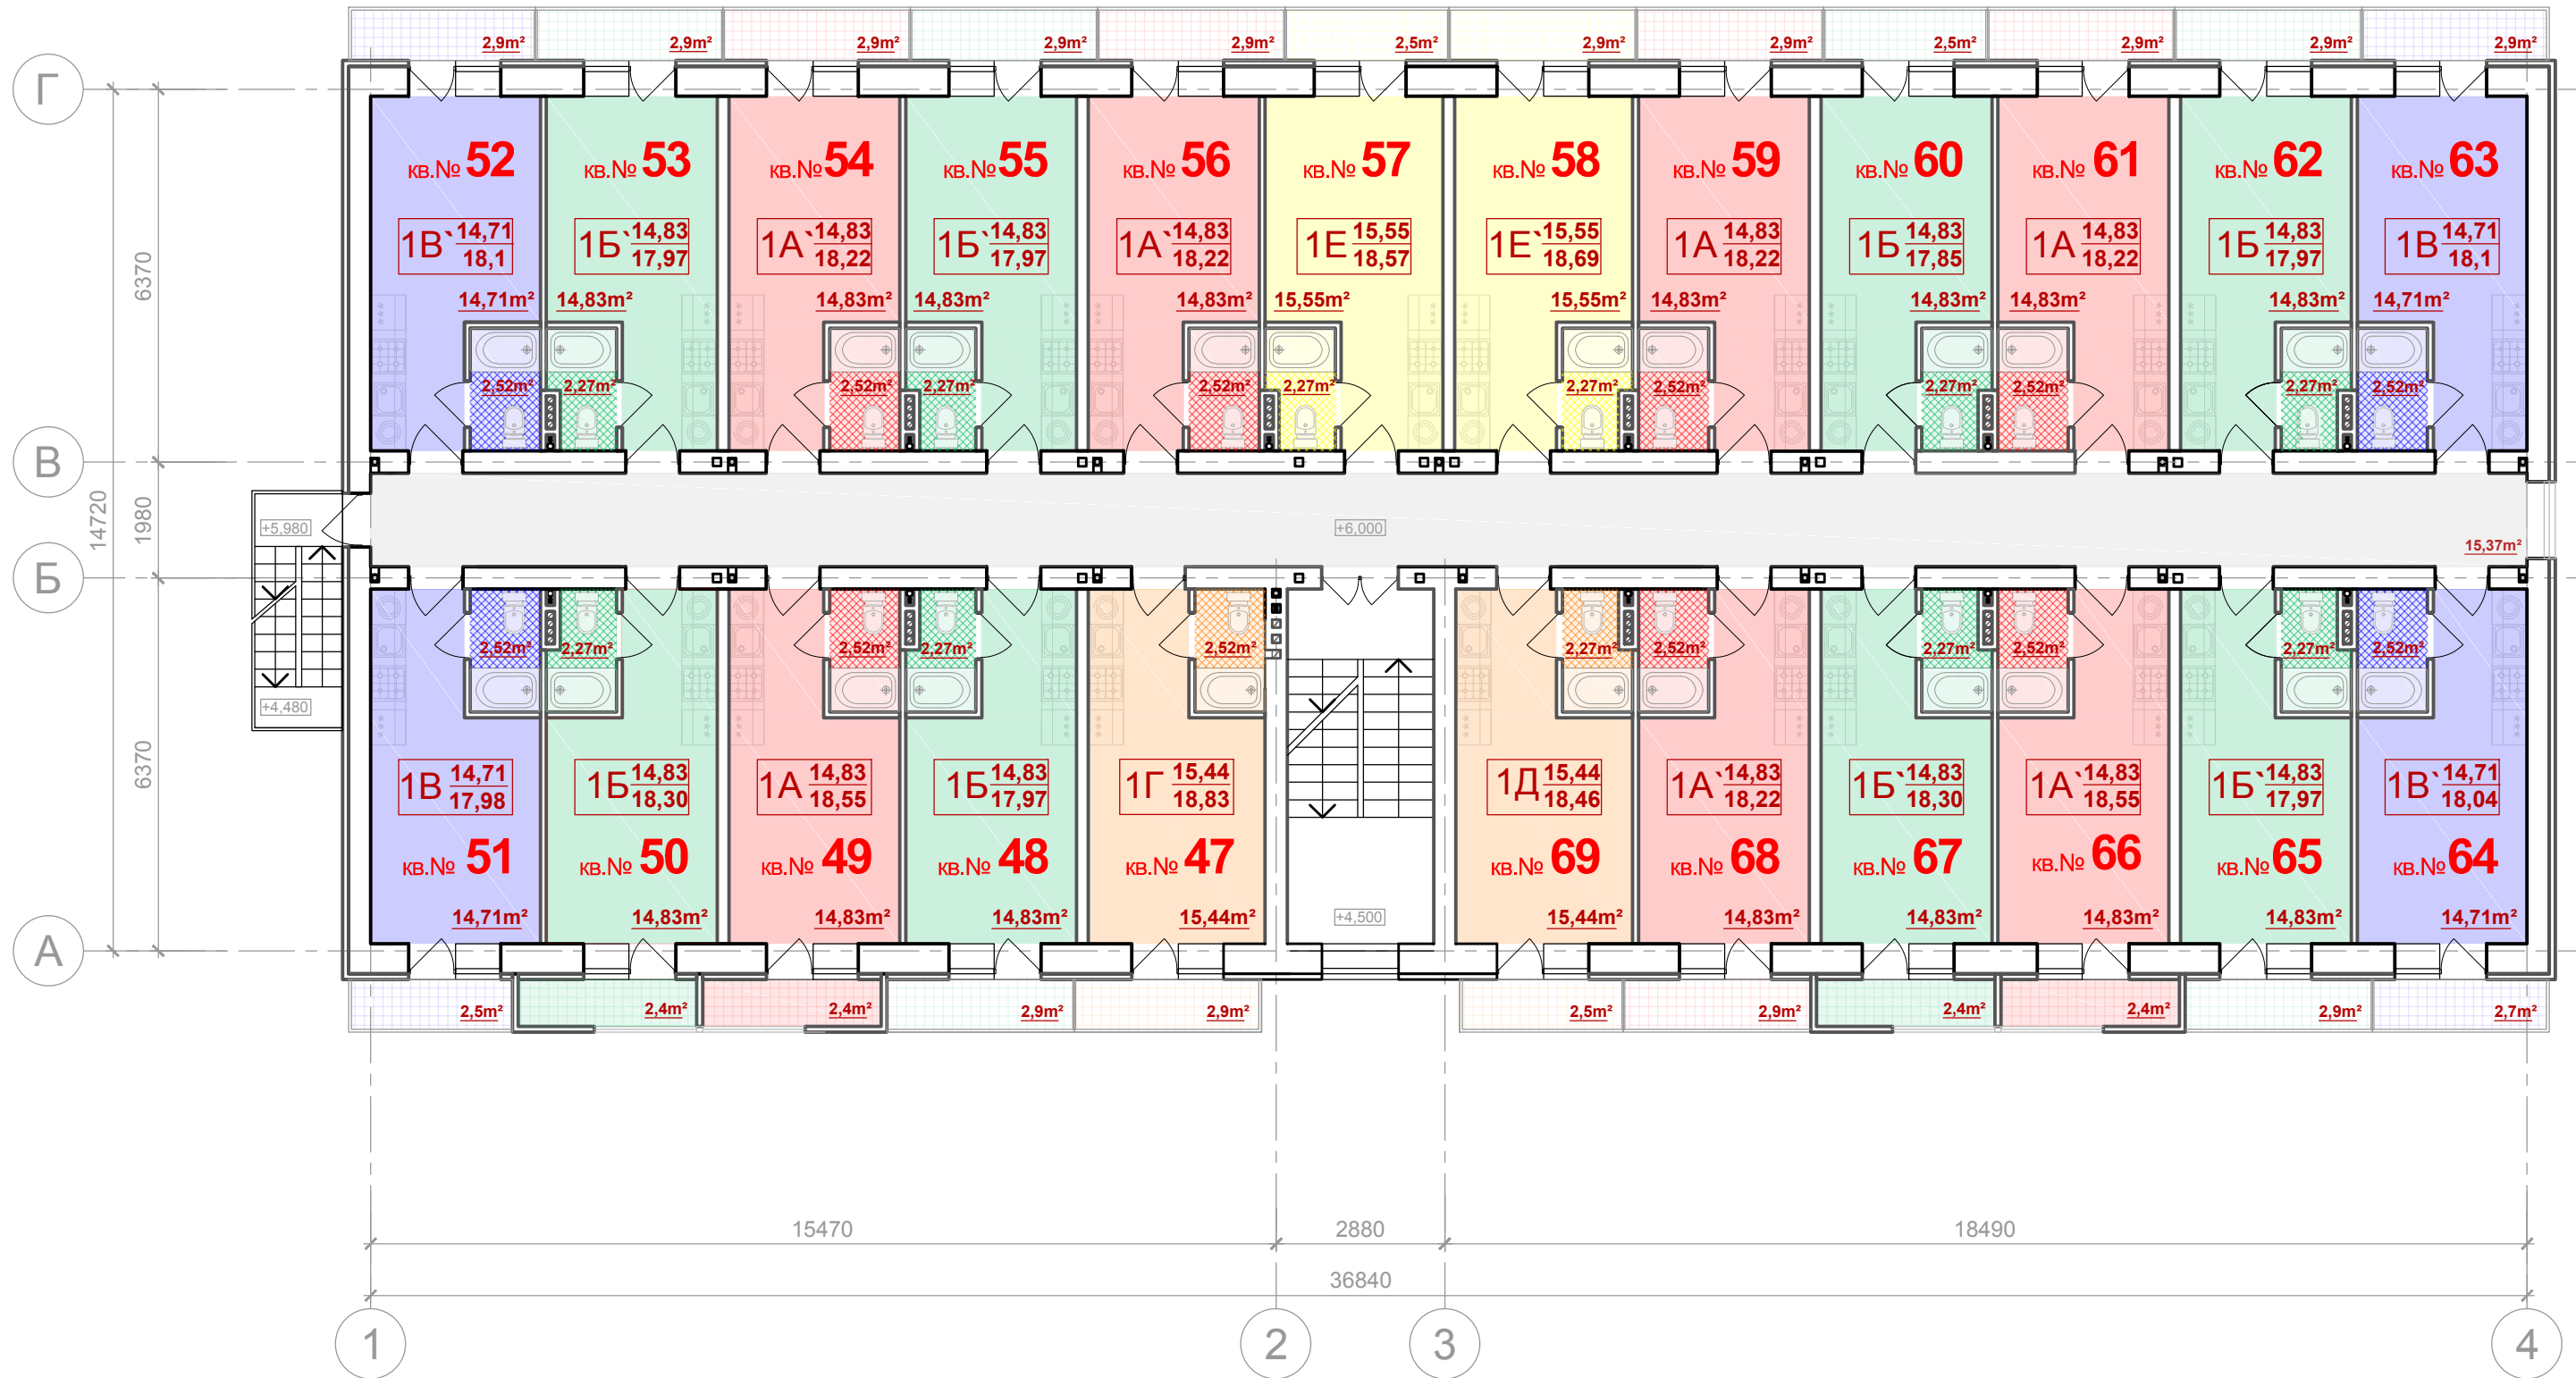 2,9m² 2,9m² 2,9m² 2,9m² 2,9m² 2,5m² 2,9m² 2,9m² 2,5m² 2,9m² 2,9m² 2,9m²
Г
кв.№ 52 кв.№ 53 кв.№ 54 кв.№ 55 кв.№ 56 кв.№ 57 кв.№ 58 кв.№ 59 кв.№ 60 кв.№ 61 кв.№ 62 кв.№ 63
1В` 14,71 1Б` 14,83 1А` 14,83 1Б` 14,83 1А` 14,83 1Е 15,55 1Е` 15,55 1А 14,83 1Б 14,83 1А 14,83 1Б 14,83 1В 14,71
18,1 17,97 18,22 17,97 18,22 18,57 18,69 18,22 17,85 18,22 17,97 18,1
6370
14,71m² 14,83m² 14,83m² 14,83m² 14,83m² 15,55m² 15,55m² 14,83m² 14,83m² 14,83m² 14,83m² 14,71m²
2,52m² 2,27m² 2,52m² 2,27m² 2,52m² 2,27m² 2,27m² 2,52m² 2,27m² 2,52m² 2,27m² 2,52m²
В
14720
1980
+5,980 +6,000
15,37m²
Б
2,52m² 2,27m² 2,52m² 2,27m² 2,52m² 2,27m² 2,52m² 2,27m² 2,52m² 2,27m² 2,52m²
+4,480
6370
1В 14,71 1Б 14,83 1А 14,83 1Б 14,83 1Г 15,44 1Д 15,44 1А` 14,83 1Б` 14,83 1А` 14,83 1Б` 14,83 1В` 14,71
17,98 18,30 18,55 17,97 18,83 18,46 18,22 18,30 18,55 17,97 18,04
кв.№ 51 кв.№ 50 кв.№ 49 кв.№ 48 кв.№ 47 кв.№ 69 кв.№ 68 кв.№ 67 кв.№ 66 кв.№ 65 кв.№ 64
14,71m² 14,83m² 14,83m² 14,83m² 15,44m² +4,500 15,44m² 14,83m² 14,83m² 14,83m² 14,83m² 14,71m²
А
2,5m² 2,4m² 2,4m² 2,9m² 2,9m² 2,5m² 2,9m² 2,4m² 2,4m² 2,9m² 2,7m²
15470 2880 18490
36840
1 2 3 4